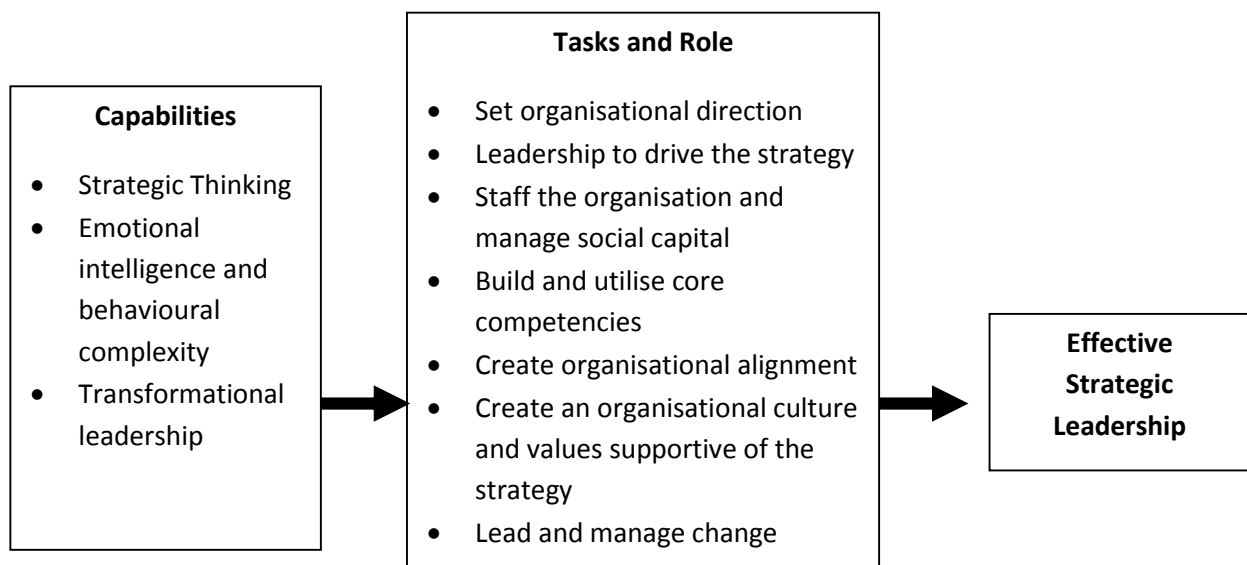 Capabilities
• Strategic Thinking
• Emotional
intelligence and
behavioural
complexity
• Transformational
leadership
Tasks and Role
• Set organisational direction
• Leadership to drive the strategy
• Staff the organisation and
manage social capital
• Build and utilise core
competencies
• Create organisational alignment
• Create an organisational culture
and values supportive of the
strategy
• Lead and manage change
Effective
Strategic
Leadership